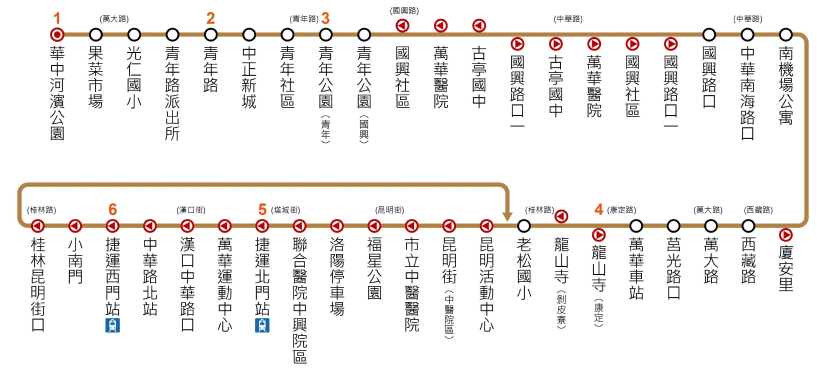 (國興路)
1 (萬大路) 2 (青年路) 3 (中華路) (中華路)
華中河濱公園
果菜市場
光仁國小
青年路派出所
青年路
中正新城
青年社區
青年公園（青年）
青年公園（國興）
國興社區
萬華醫院
古亭國中
國興路口一
古亭國中
萬華醫院
國興社區
國興路口一
國興路口
中華南海路口
南機場公寓
(桂林路) 6 (漢口街) 5 (塔城街) (昆明街) (桂林路) 4 (康定路) (萬大路) (西藏路)
桂林昆明街口
小南門
捷運西門站
中華路北站
漢口中華路口
萬華運動中心
捷運北門站
聯合醫院中興院區
洛陽停車場
福星公園
市立中醫醫院
昆明街（中醫院區）
昆明活動中心
老松國小
龍山寺（剝皮寮）
龍山寺（康定）
萬華車站
莒光路口
萬大路
西藏路
廈安里